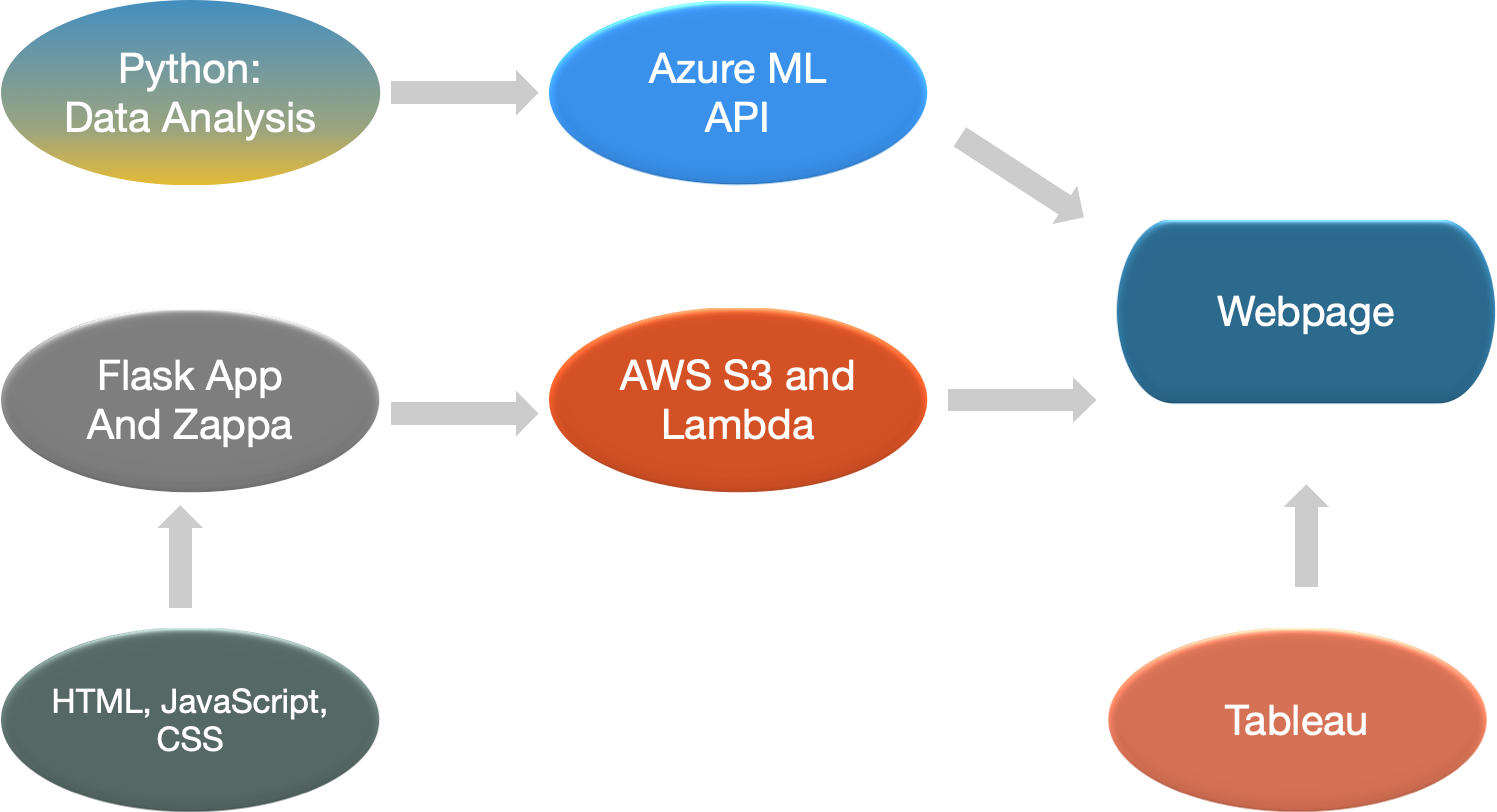 Python:
Data Analysis
Azure ML
API
Webpage
Flask App
And Zappa
AWS S3 and
Lambda
HTML, JavaScript,
CSS
Tableau